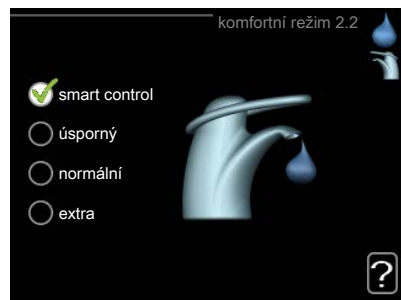 komfortní režim 2.2
smart control
úsporný
normální
extra
?